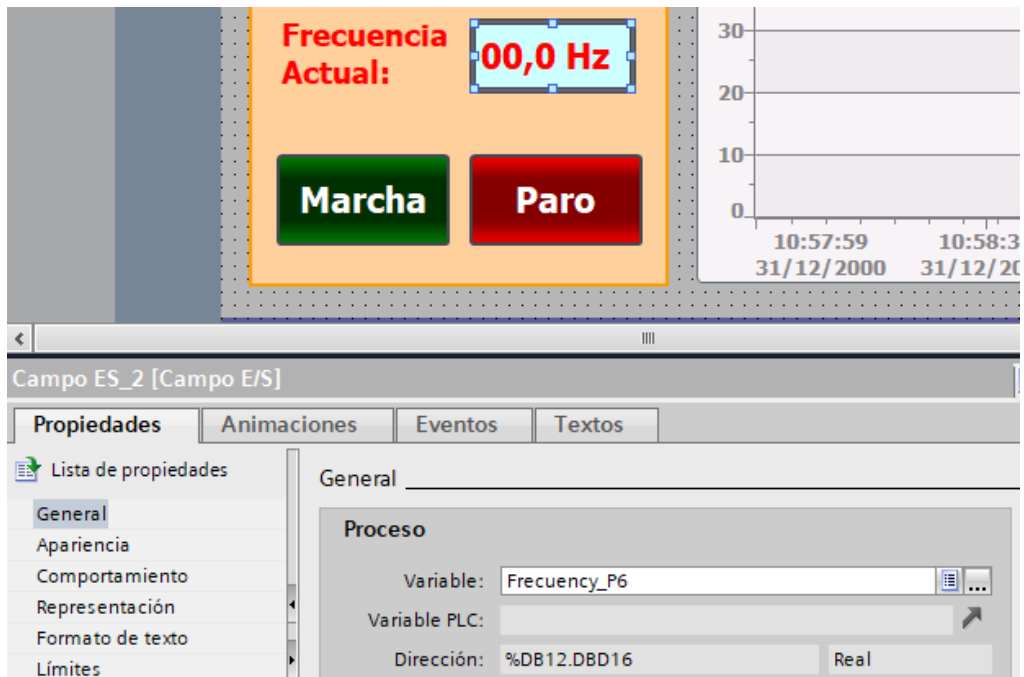 Frecuencia
Actual:
00,0 Hz
Marcha
Paro
30
20
10
0
10:57:59
31/12/2000
10:58:3
31/12/20
Campo ES_2 [Campo E/S]
Propiedades
Animaciones
Eventos
Textos
Lista de propiedades
General
Apariencia
Comportamiento
Representación
Formato de texto
Límites
General
Proceso
Variable: Frecuency_P6
...
Variable PLC:
Dirección: %DB12.DBD16 Real